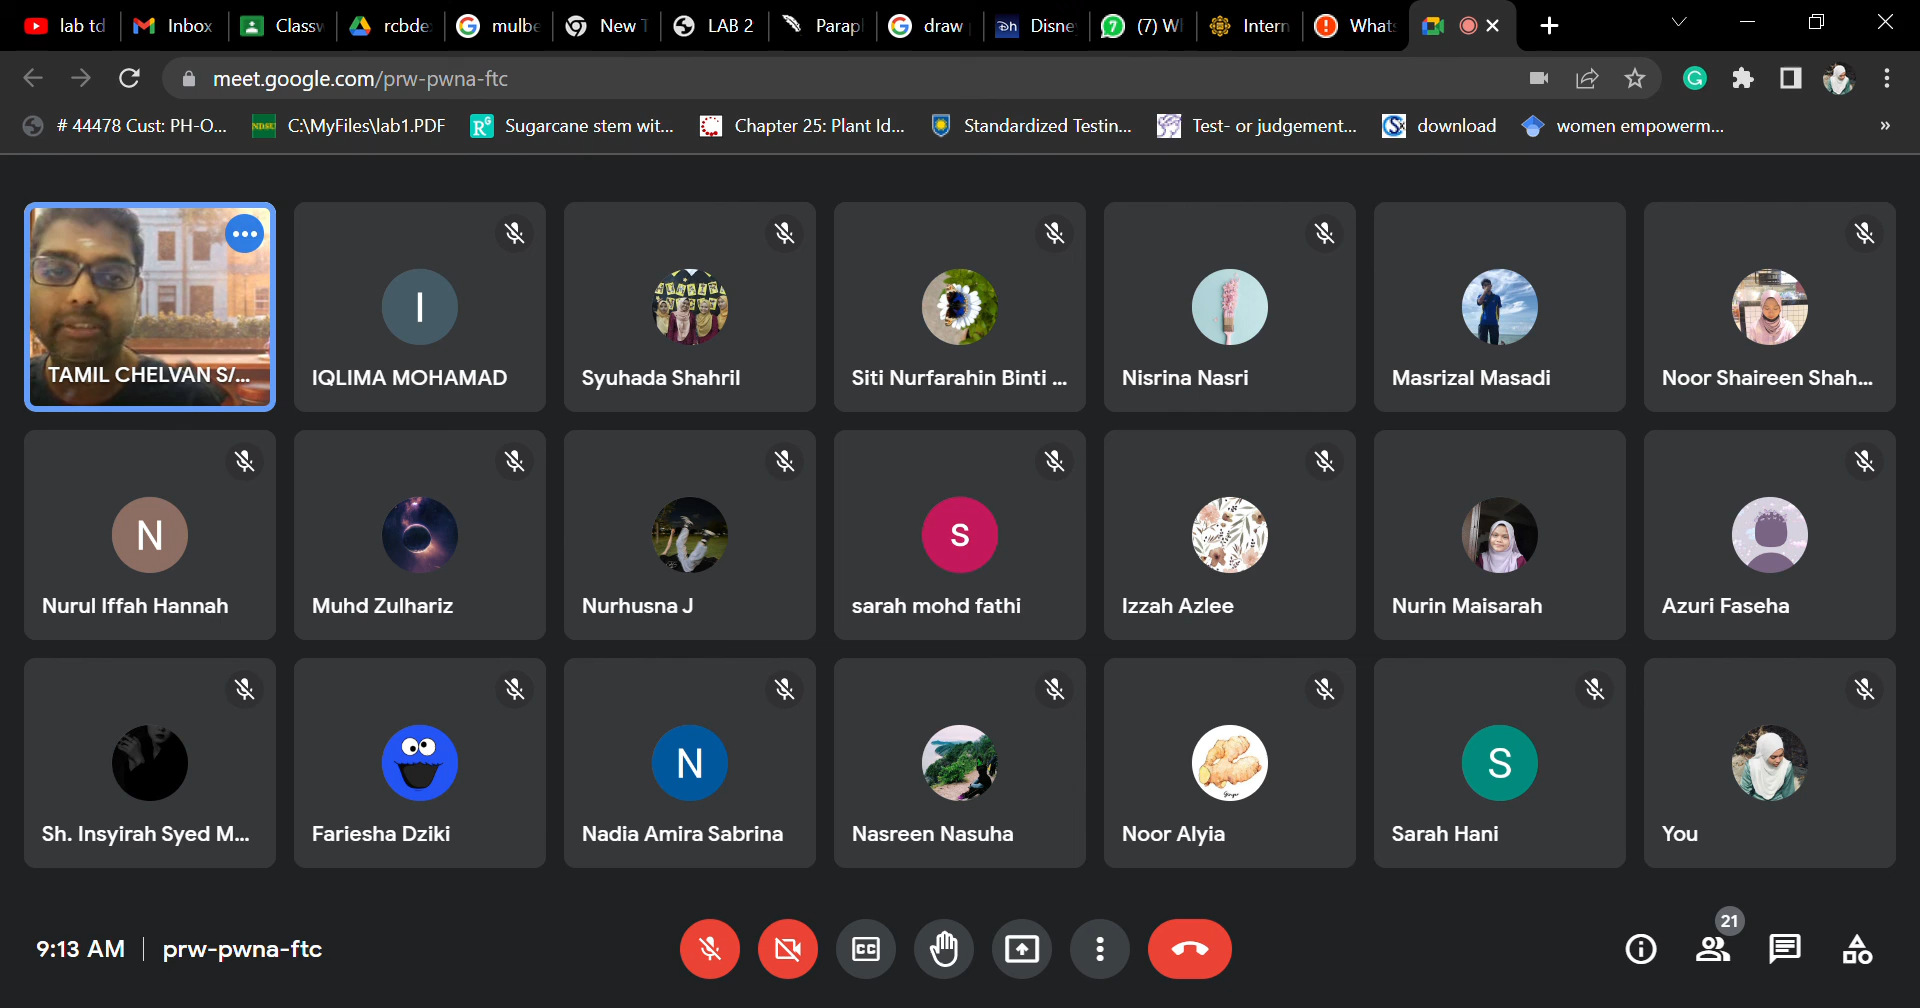 lab td
Inbox
Classw
rcbde
mulbe
New T
LAB 2
Parapl
draw
Disne
(7) W
Intern
Whats
meet.google.com/prw-pwna-ftc
# 44478 Cust: PH-O...
C:\MyFiles\lab1.PDF
Sugarcane stem wit...
Chapter 25: Plant Id...
Standardized Testin...
Test- or judgement...
download
women empowerm...
»
TAMIL CHELVAN S/...
I
IQLIMA MOHAMAD
Syuhada Shahril
Siti Nurfarahin Binti ...
Nisrina Nasri
Masrizal Masadi
Noor Shaireen Shah...
N
Nurul Iffah Hannah
Muhd Zulhariz
Nurhusna J
s
sarah mohd fathi
Izzah Azlee
Nurin Maisarah
Azuri Faseha
Sh. Insyirah Syed M...
Fariesha Dziki
N
Nadia Amira Sabrina
Nasreen Nasuha
Ginger
Noor Alyia
S
Sarah Hani
You
9:13 AM | prw-pwna-ftc
CC
21